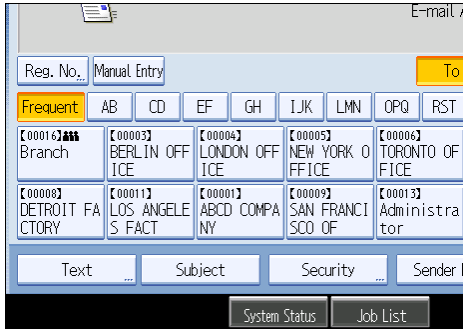 E-mail A
Reg. No. Manual Entry To
Frequent AB CD EF GH IJK LMN OPQ RST
【00016】 【00003】 【00004】 【00005】 【00006】
Branch BERLIN OFF LONDON OFF NEW YORK O TORONTO OF
ICE ICE FFICE FICE
【00008】 【00011】 【00001】 【00009】 【00013】
DETROIT FA LOS ANGELE ABCD COMPA SAN FRANCI Administra
CTORY S FACT NY SCO OF tor
Text ... Subject Security ... Sender
System Status Job List